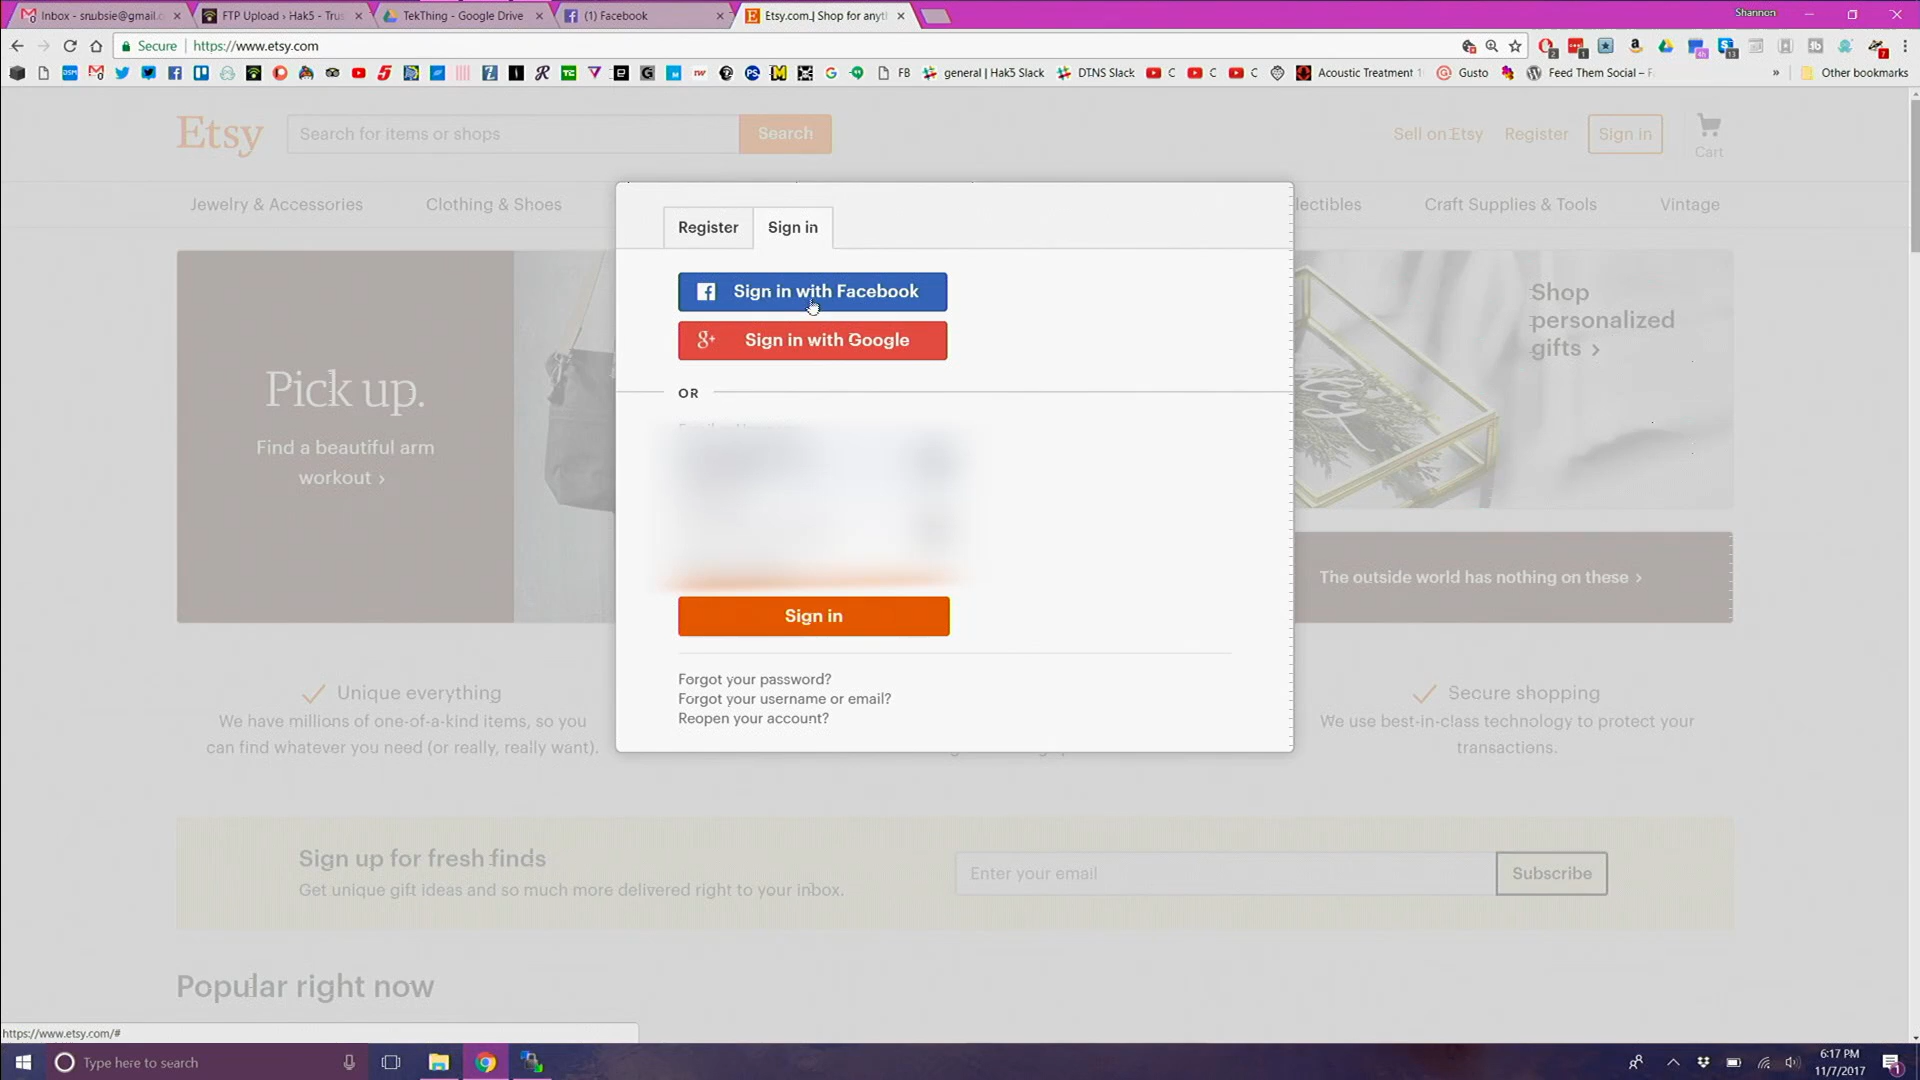 Inbox - snubsie@gmail.c
FTP Upload › Hak5 - Trus
TekThing - Google Drive
(1) Facebook
Etsy.com | Shop for anyt
Shannon
Secure
https://www.etsy.com
FB
general | Hak5 Slack
DTNS Slack
C
C
C
Acoustic Treatment 1
Gusto
Feed Them Social – F
»
Other bookmarks
Etsy
Search for items or shops
Search
Sell on Etsy
Register
Sign in
Cart
Jewelry & Accessories
Clothing & Shoes
llectibles
Craft Supplies & Tools
Vintage
Register
Sign in
Sign in with Facebook
Sign in with Google
OR
Sign in
Forgot your password?
Forgot your username or email?
Reopen your account?
Pick up.
Find a beautiful arm
workout ›
Shop
personalized
gifts ›
The outside world has nothing on these ›
Unique everything
We have millions of one-of-a-kind items, so you
can find whatever you need (or really, really want).
Secure shopping
We use best-in-class technology to protect your
transactions.
Sign up for fresh finds
Get unique gift ideas and so much more delivered right to your inbox.
Enter your email
Subscribe
Popular right now
https://www.etsy.com/#
Type here to search
6:17 PM
11/7/2017